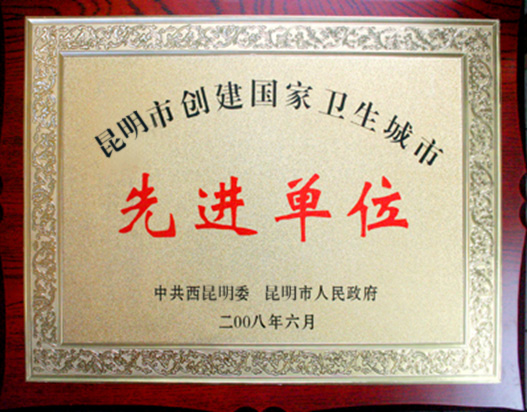 昆明市创建国家卫生城市
先进单位
中共西昆明委 昆明市人民政府
二00八年六月